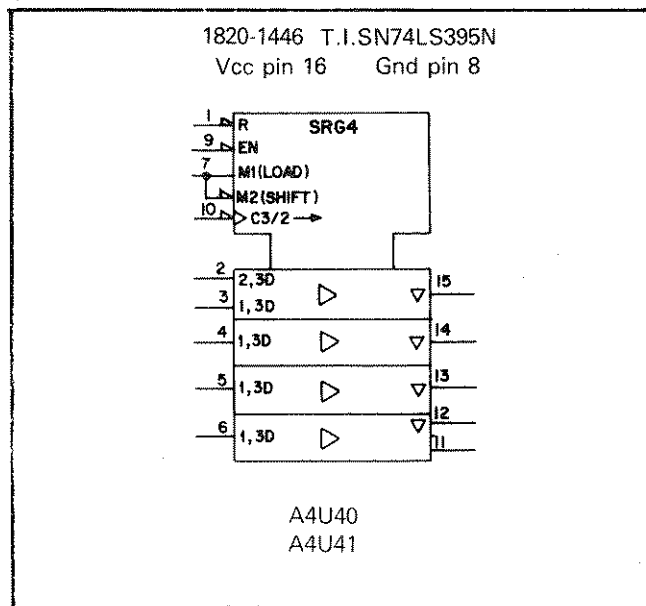 1820-1446 T.I.SN74LS395N
Vcc pin 16 Gnd pin 8
1 R SRG4
9 EN
7 M1(LOAD)
M2(SHIFT)
10 C3/2
2 2,3D 15
3 1,3D
4 1,3D 14
5 1,3D 13
12
6 1,3D 11
A4U40
A4U41